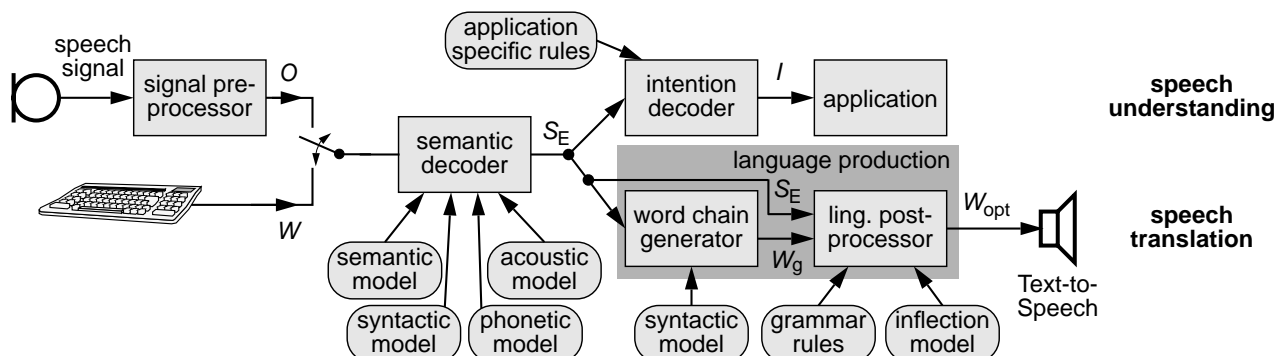 speech
signal
signal pre-
processor
O
W
semantic
decoder
semantic
model
syntactic
model
phonetic
model
acoustic
model
S_E
application
specific rules
intention
decoder
I
application
speech
understanding
language production
S_E
word chain
generator
W_g
ling. post-
processor
W_opt
syntactic
model
grammar
rules
inflection
model
Text-to-
Speech
speech
translation